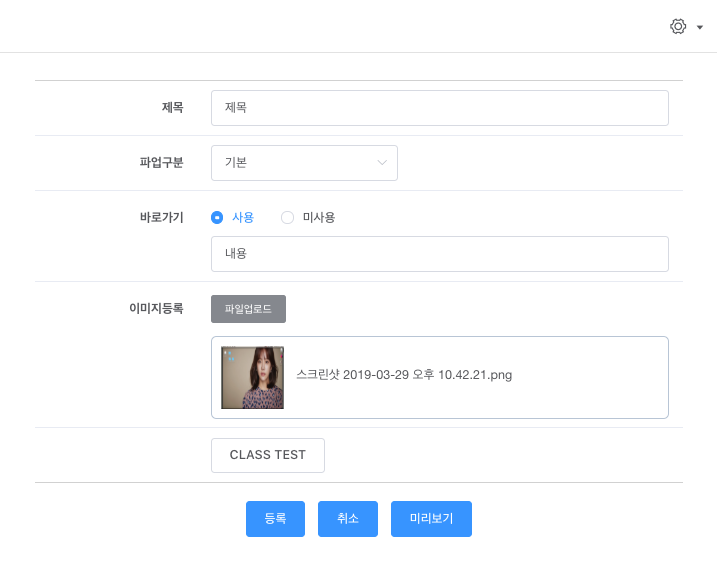 제목 제목
파업구분 기본
바로가기 사용 미사용
내용
이미지등록 파일업로드
스크린샷 2019-03-29 오후 10.42.21.png
CLASS TEST
등록 취소 미리보기